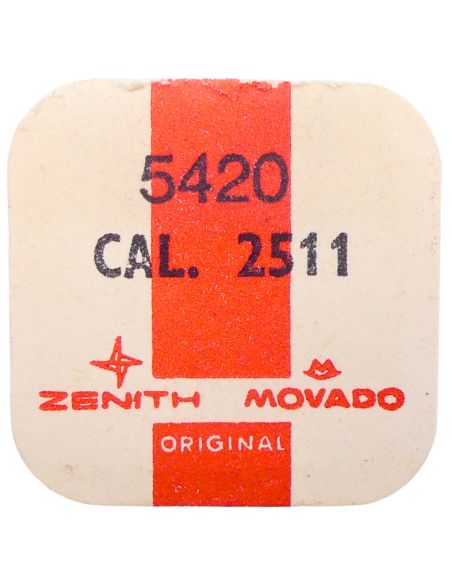 5420
CAL. 2511
ZENITH MOVADO
ORIGINAL